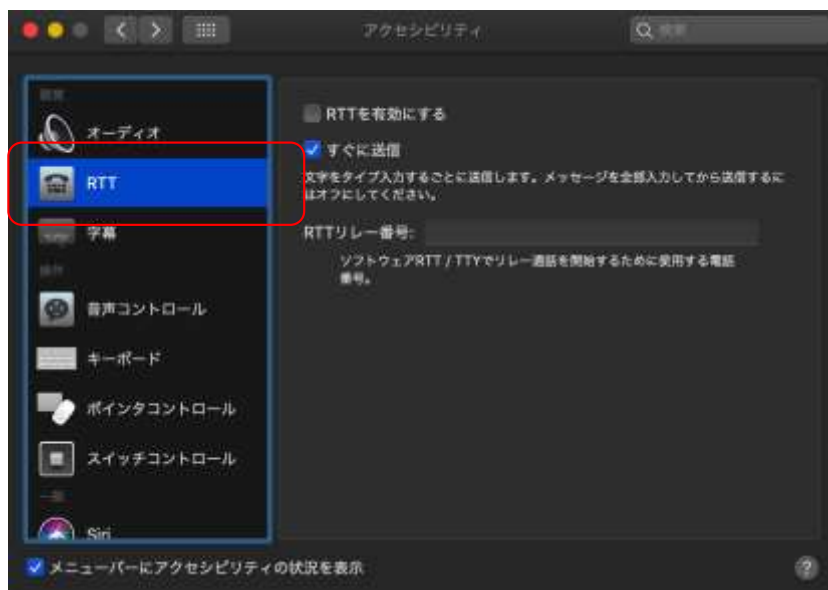 アクセシビリティ
検索
オーディオ
RTT
字幕
音声コントロール
キーボード
ポインタコントロール
スイッチコントロール
Siri
RTTを有効にする
すぐに送信
文字をタイプ入力するごとに送信します。メッセージを全部入力してから送信するに
はオフにしてください。
RTTリレー番号:
ソフトウェアRTT / TTYでリレー通話を開始するために使用する電話
番号。
メニューバーにアクセシビリティの状況を表示
?